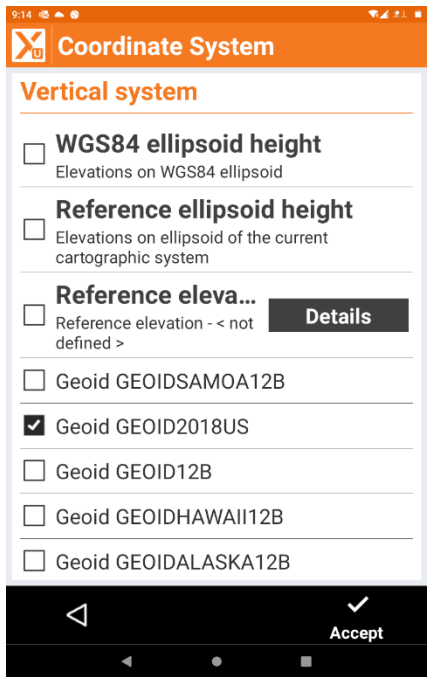 9:14
X U
Coordinate System
Vertical system
WGS84 ellipsoid height
Elevations on WGS84 ellipsoid
Reference ellipsoid height
Elevations on ellipsoid of the current
cartographic system
Reference eleva...
Reference elevation - < not
defined >
Details
Geoid GEOIDSAMOA12B
Geoid GEOID2018US
Geoid GEOID12B
Geoid GEOIDHAWAII12B
Geoid GEOIDALASKA12B
Accept